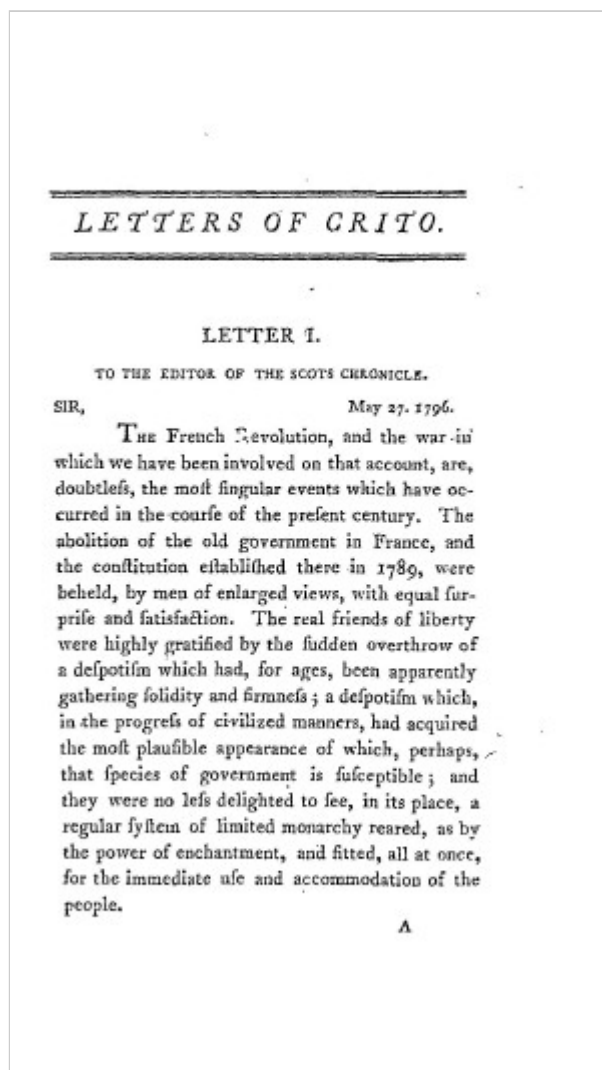 LETTERS OF CRITO.
LETTER I.
TO THE EDITOR OF THE SCOTS CHRONICLE.
SIR, May 27. 1796.
THE French Revolution, and the war in
which we have been involved on that account, are,
doubtleſs, the moſt ſingular events which have oc-
curred in the courſe of the preſent century. The
abolition of the old government in France, and
the conſtitution eſtabliſhed there in 1789, were
beheld, by men of enlarged views, with equal ſur-
priſe and ſatisfaction. The real friends of liberty
were highly gratified by the ſudden overthrow of
a deſpotiſm which had, for ages, been apparently
gathering ſolidity and firmneſs; a deſpotiſm which,
in the progreſs of civilized manners, had acquired
the moſt plauſible appearance of which, perhaps,
that ſpecies of government is ſuſceptible; and
they were no leſs delighted to ſee, in its place, a
regular ſyſtem of limited monarchy reared, as by
the power of enchantment, and fitted, all at once,
for the immediate uſe and accommodation of the
people.
A